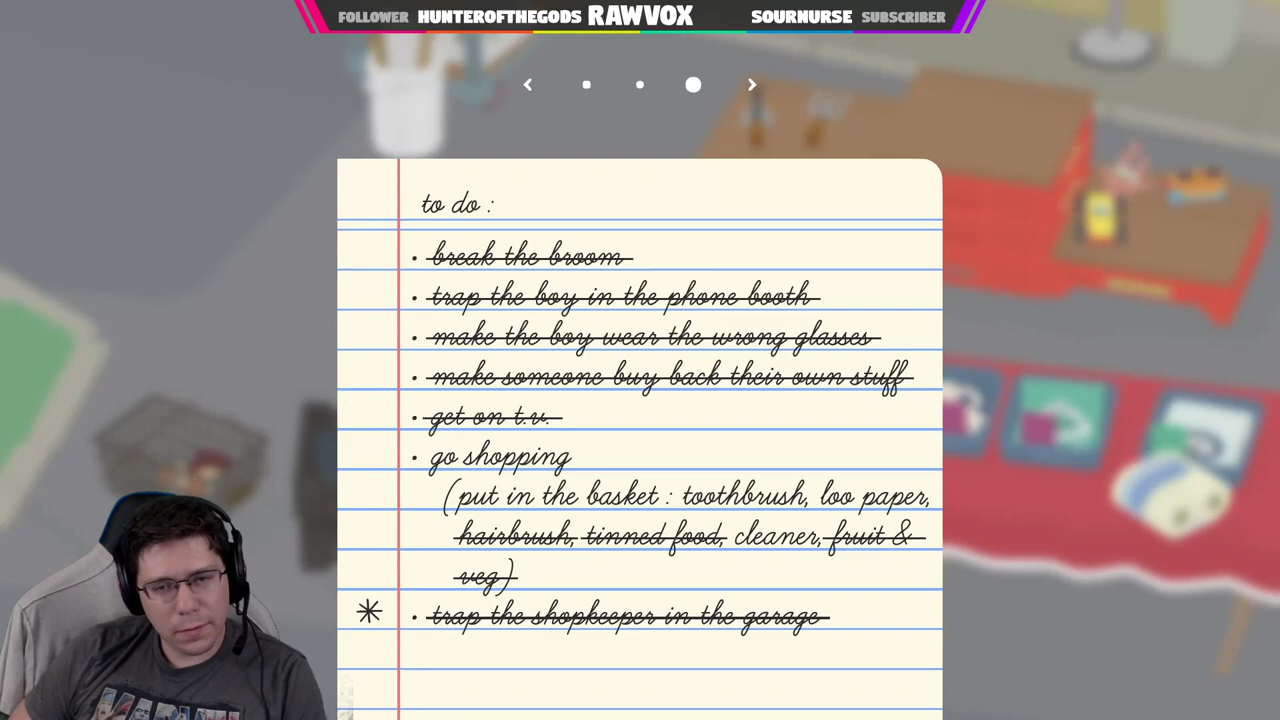 FOLLOWER HUNTEROFTHEGODS RAWVOX SOURNURSE SUBSCRIBER
to do :
• break the broom
• trap the boy in the phone booth
• make the boy wear the wrong glasses
• make someone buy back their own stuff
• get on t.v.
• go shopping
(put in the basket : toothbrush, loo paper,
hairbrush, tinned food, cleaner, fruit &
veg)
* • trap the shopkeeper in the garage